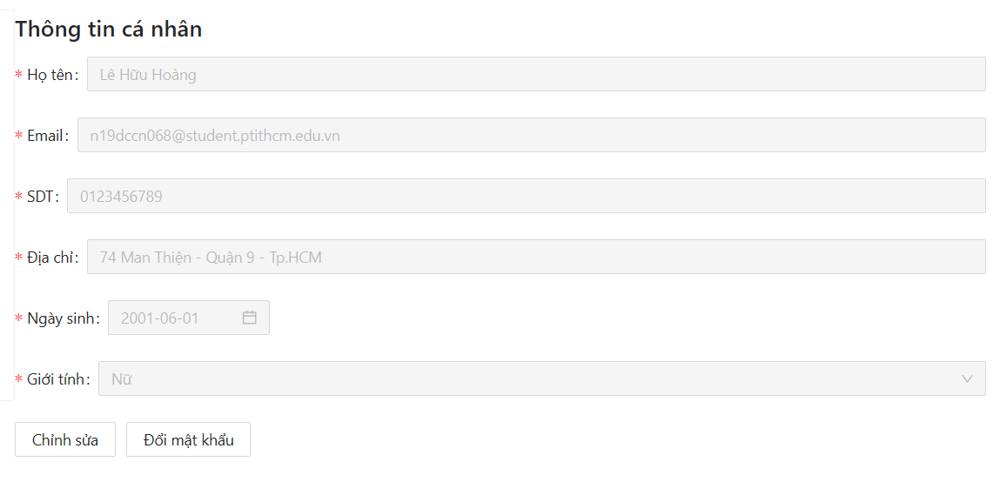 Thông tin cá nhân
* Họ tên: Lê Hữu Hoàng
* Email: n19dccn068@student.ptithcm.edu.vn
* SDT: 0123456789
* Địa chỉ: 74 Man Thiện - Quận 9 - Tp.HCM
* Ngày sinh: 2001-06-01
* Giới tính: Nữ
Chỉnh sửa Đổi mật khẩu